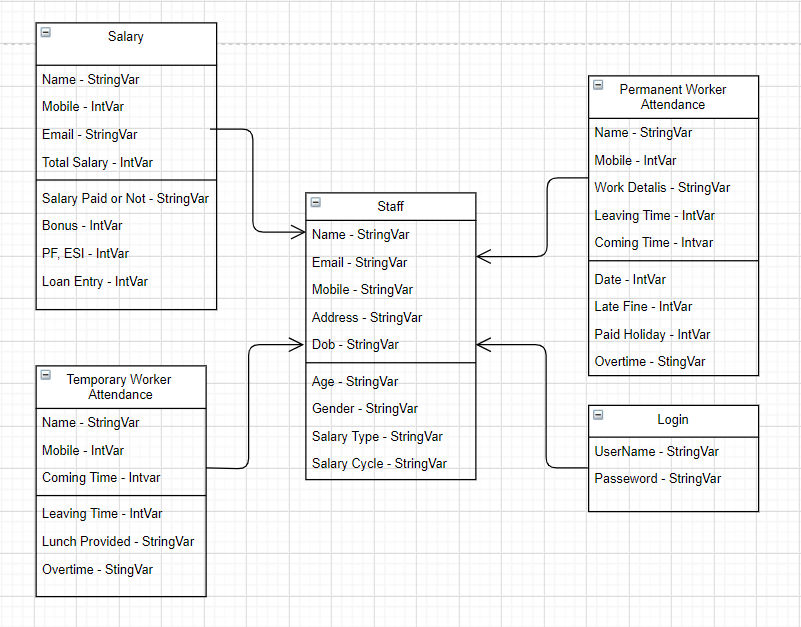 Salary
Name - StringVar
Mobile - IntVar
Email - StringVar
Total Salary - IntVar
Salary Paid or Not - StringVar
Bonus - IntVar
PF, ESI - IntVar
Loan Entry - IntVar
Temporary Worker
Attendance
Name - StringVar
Mobile - IntVar
Coming Time - Intvar
Leaving Time - IntVar
Lunch Provided - StringVar
Overtime - StingVar
Staff
Name - StringVar
Email - StringVar
Mobile - StringVar
Address - StringVar
Dob - StringVar
Age - StringVar
Gender - StringVar
Salary Type - StringVar
Salary Cycle - StringVar
Permanent Worker
Attendance
Name - StringVar
Mobile - IntVar
Work Detalis - StringVar
Leaving Time - IntVar
Coming Time - Intvar
Date - IntVar
Late Fine - IntVar
Paid Holiday - IntVar
Overtime - StingVar
Login
UserName - StringVar
Passeword - StringVar